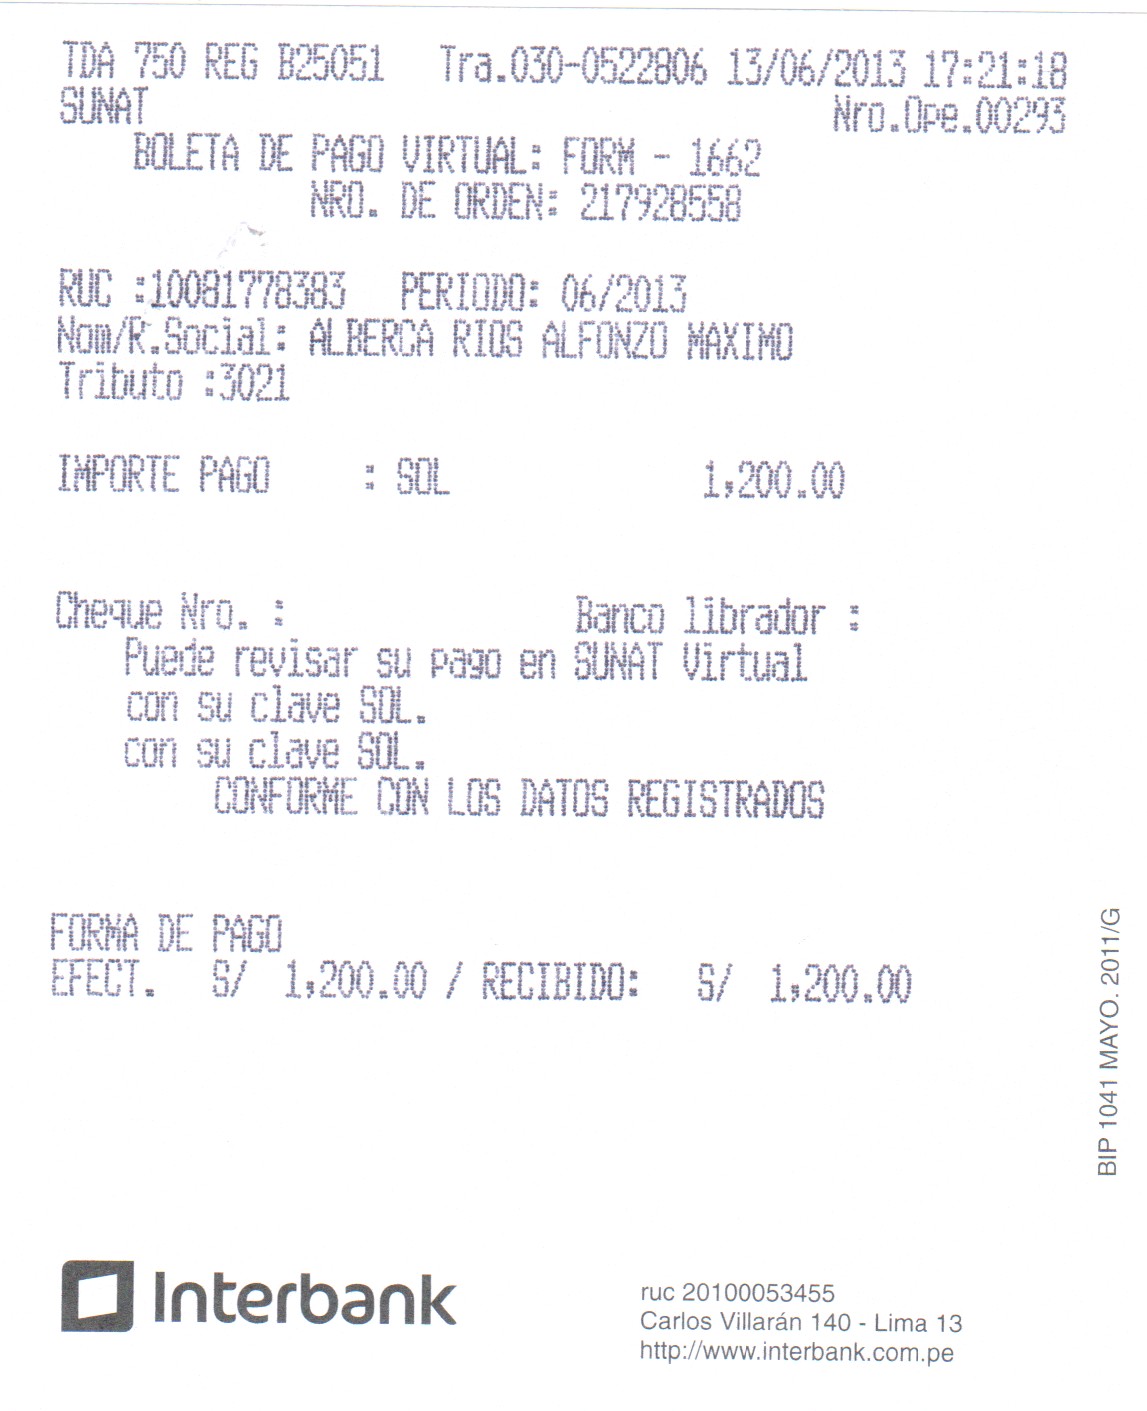 TDA 750 REG B25051 Tra.030-0522806 13/06/2013 17:21:18
SUNAT Nro.Ope.00293
BOLETA DE PAGO VIRTUAL: FORM - 1662
NRO. DE ORDEN: 217928558
RUC :10081778383 PERIODO: 06/2013
Nom/R.Social: ALBERCA RIOS ALFONZO MAXIMO
Tributo :3021
IMPORTE PAGO : SOL 1,200.00
Cheque Nro. : Banco librador :
Puede revisar su pago en SUNAT Virtual
con su clave SOL.
con su clave SOL.
CONFORME CON LOS DATOS REGISTRADOS
FORMA DE PAGO
EFECT. S/ 1,200.00 / RECIBIDO: S/ 1,200.00
BIP 1041 MAYO. 2011/G
Interbank
ruc 20100053455
Carlos Villarán 140 - Lima 13
http://www.interbank.com.pe